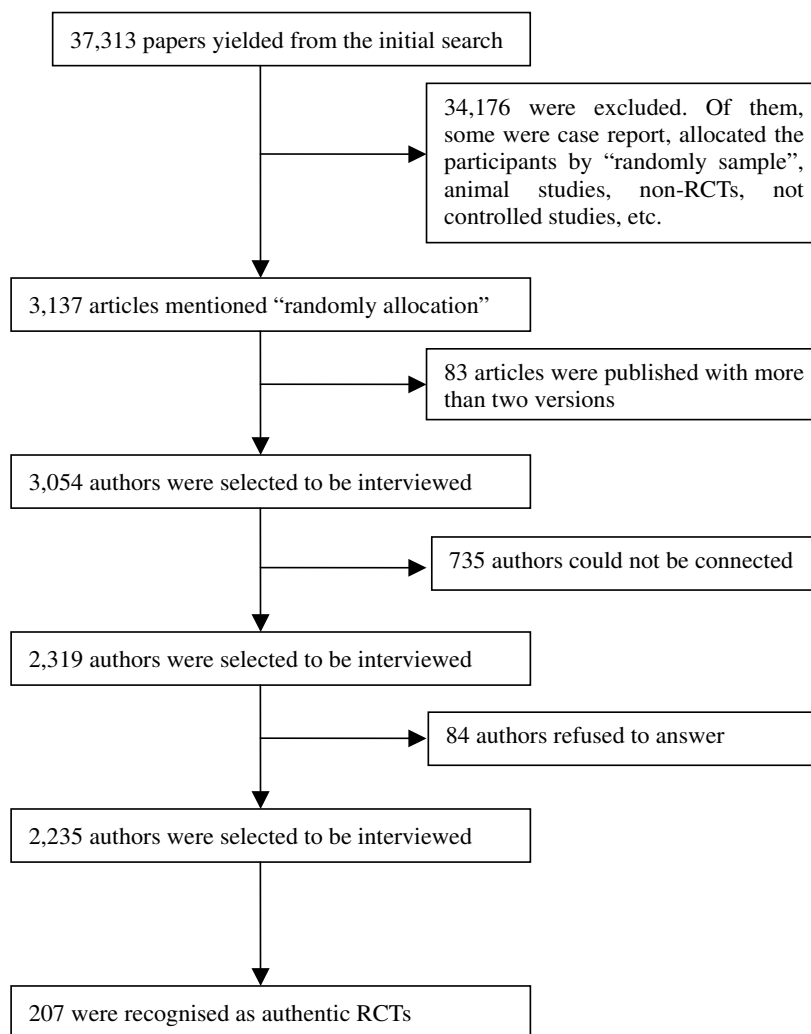 37,313 papers yielded from the initial search
34,176 were excluded. Of them,
some were case report, allocated the
participants by “randomly sample”,
animal studies, non-RCTs, not
controlled studies, etc.
3,137 articles mentioned “randomly allocation”
83 articles were published with more
than two versions
3,054 authors were selected to be interviewed
735 authors could not be connected
2,319 authors were selected to be interviewed
84 authors refused to answer
2,235 authors were selected to be interviewed
207 were recognised as authentic RCTs